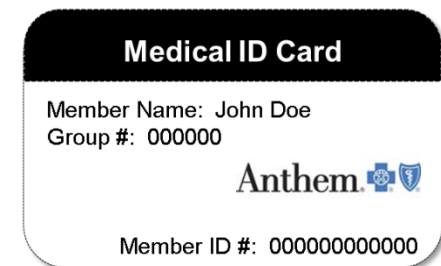 Medical ID Card
Member Name: John Doe
Group #: 000000
Anthem.
Member ID #: 000000000000